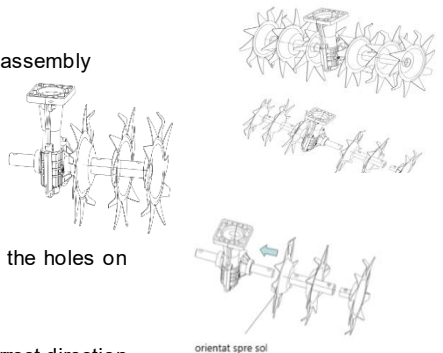 assembly
the holes on
rrect direction
orientat spre sol